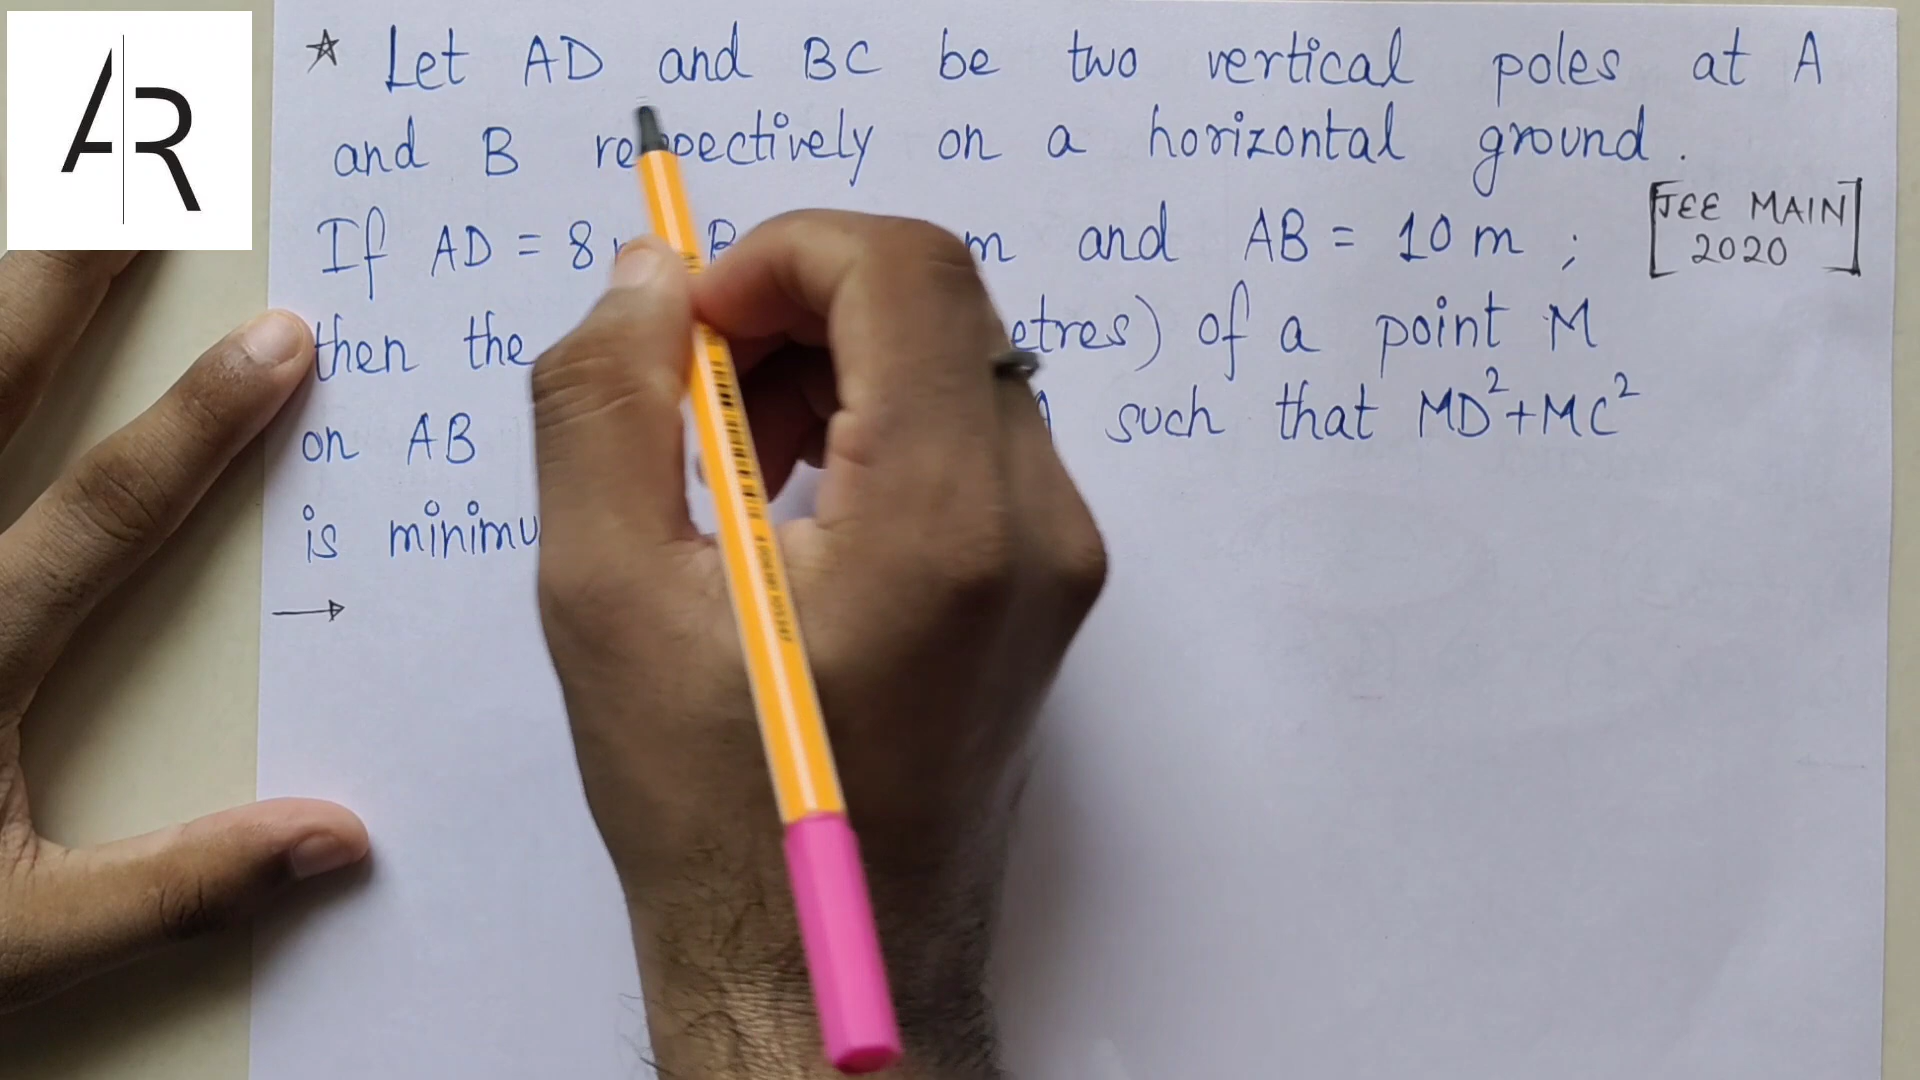 AR
★ Let AD and BC be two vertical poles at A
and B respectively on a horizontal ground.
If AD = 8 m and AB = 10 m ;
[JEE MAIN
2020]
then the etres) of a point M
on AB such that MD²+MC²
is minimu
→